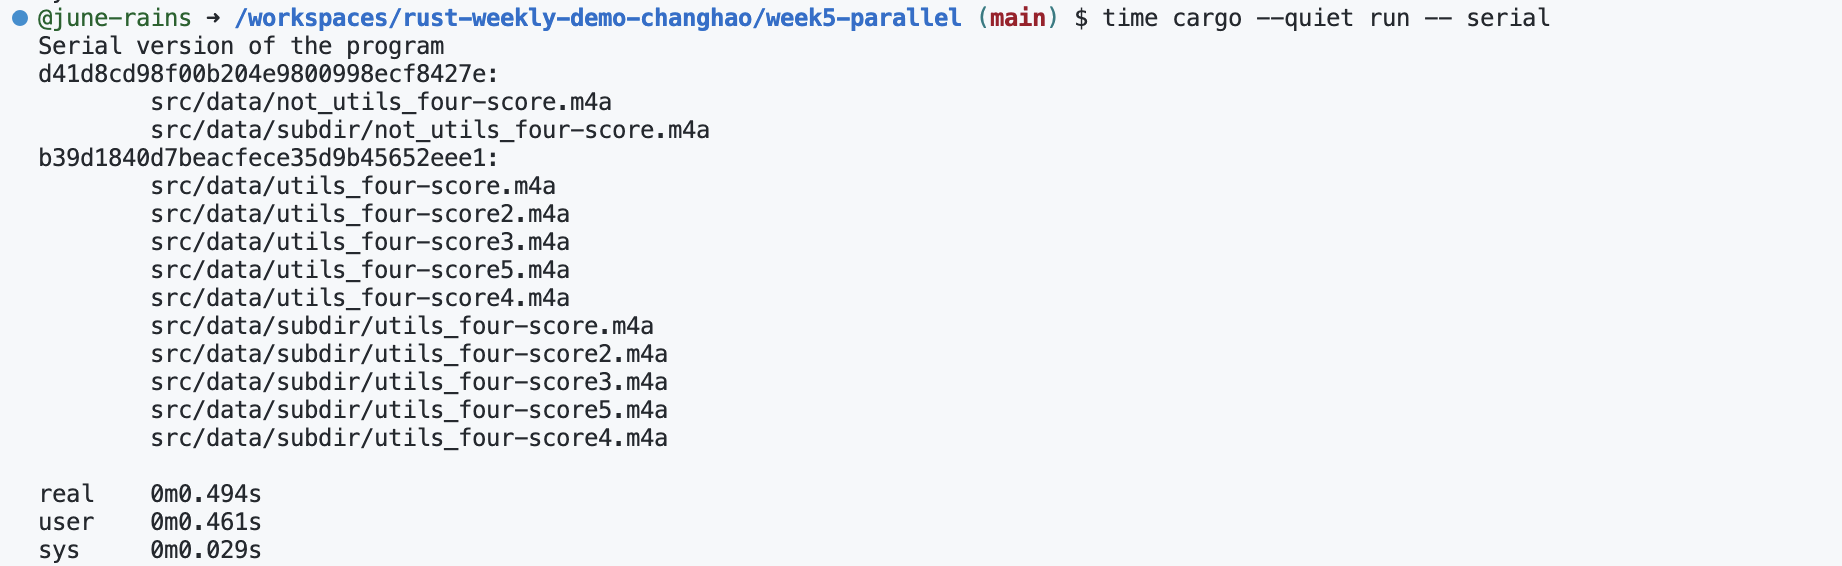 @june-rains ➜ /workspaces/rust-weekly-demo-changhao/week5-parallel (main) $ time cargo --quiet run -- serial
Serial version of the program
d41d8cd98f00b204e9800998ecf8427e:
src/data/not_utils_four-score.m4a
src/data/subdir/not_utils_four-score.m4a
b39d1840d7beacfece35d9b45652eee1:
src/data/utils_four-score.m4a
src/data/utils_four-score2.m4a
src/data/utils_four-score3.m4a
src/data/utils_four-score5.m4a
src/data/utils_four-score4.m4a
src/data/subdir/utils_four-score.m4a
src/data/subdir/utils_four-score2.m4a
src/data/subdir/utils_four-score3.m4a
src/data/subdir/utils_four-score5.m4a
src/data/subdir/utils_four-score4.m4a
real 0m0.494s
user 0m0.461s
sys 0m0.029s